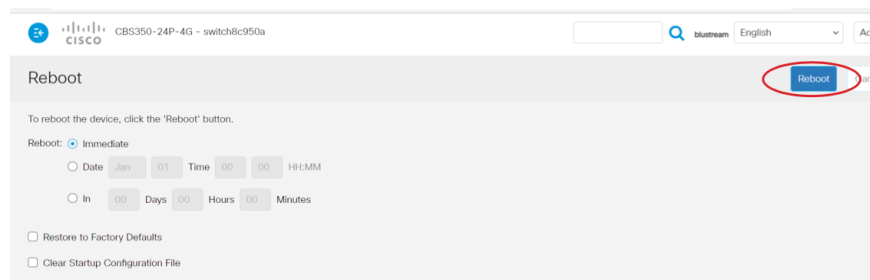 CISCO CBS350-24P-4G - switch8c950a blustream English
Reboot Reboot
To reboot the device, click the 'Reboot' button.
Reboot: Immediate
Date Jan 01 Time 00 00 HH:MM
In 00 Days 00 Hours 00 Minutes
Restore to Factory Defaults
Clear Startup Configuration File